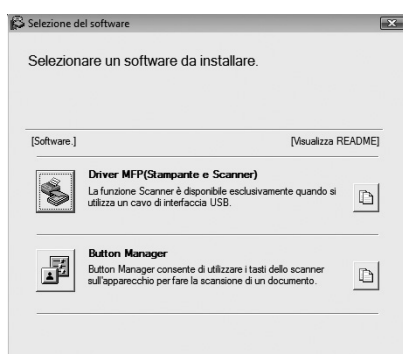 Selezione del software
Selezionare un software da installare.
[Software.] [Visualizza README]
Driver MFP(Stampante e Scanner)
La funzione Scanner è disponibile esclusivamente quando si
utilizza un cavo di interfaccia USB.
Button Manager
Button Manager consente di utilizzare i tasti dello scanner
sull'apparecchio per fare la scansione di un documento.